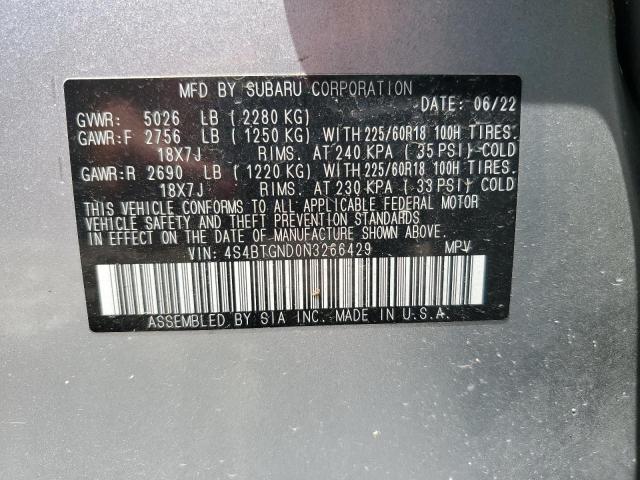 MFD BY SUBARU CORPORATION
DATE: 06/22
GVWR: 5026 LB (2280 KG)
GAWR:F 2756 LB (1250 KG) WITH 225/60R18 100H TIRES.
18X7J RIMS. AT 240 KPA (35 PSI) COLD
GAWR:R 2690 LB (1220 KG) WITH 225/60R18 100H TIRES.
18X7J RIMS. AT 230 KPA (33 PSI) COLD
THIS VEHICLE CONFORMS TO ALL APPLICABLE FEDERAL MOTOR
VEHICLE SAFETY AND THEFT PREVENTION STANDARDS
IN EFFECT ON THE DATE OF MANUFACTURE SHOWN ABOVE.
VIN: 4S4BTGND0N3266429 MPV
ASSEMBLED BY SIA INC. MADE IN U.S.A.